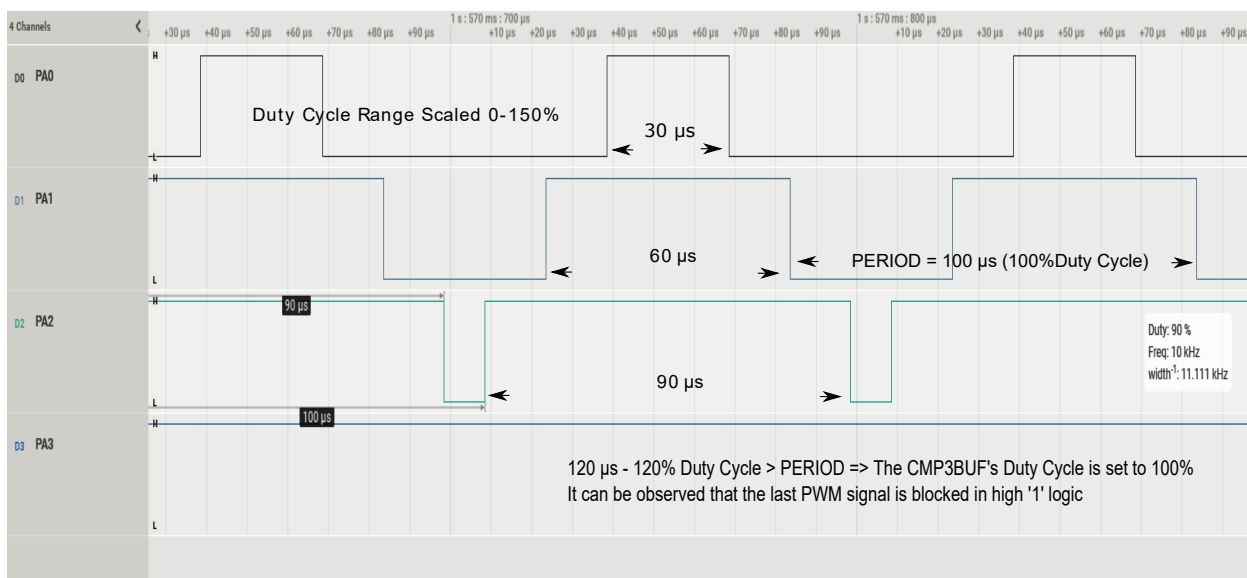 4 Channels
1 s : 570 ms : 700 µs
1 s : 570 ms : 800 µs
+30 µs +40 µs +50 µs +60 µs +70 µs +80 µs +90 µs +10 µs +20 µs +30 µs +40 µs +50 µs +60 µs +70 µs +80 µs +90 µs +10 µs +20 µs +30 µs +40 µs +50 µs +60 µs +70 µs +80 µs +90 µs
D0 PA0
H
Duty Cycle Range Scaled 0-150%
30 µs
L
D1 PA1
H
60 µs
PERIOD = 100 µs (100%Duty Cycle)
L
D2 PA2
H
90 µs
Duty: 90 %
Freq: 10 kHz
width-1: 11.111 kHz
90 µs
L
100 µs
D3 PA3
H
120 µs - 120% Duty Cycle > PERIOD => The CMP3BUF's Duty Cycle is set to 100%
It can be observed that the last PWM signal is blocked in high '1' logic
L